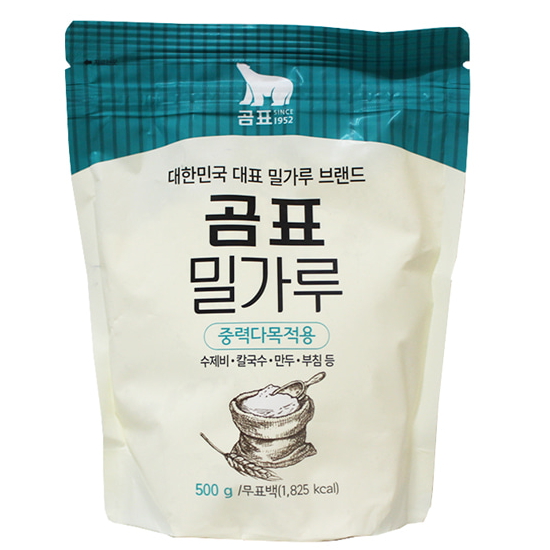 곰표 SINCE 1952
대한민국 대표 밀가루 브랜드
곰표
밀가루
중력다목적용
수제비·칼국수·만두·부침 등
500 g /무표백(1,825 kcal)